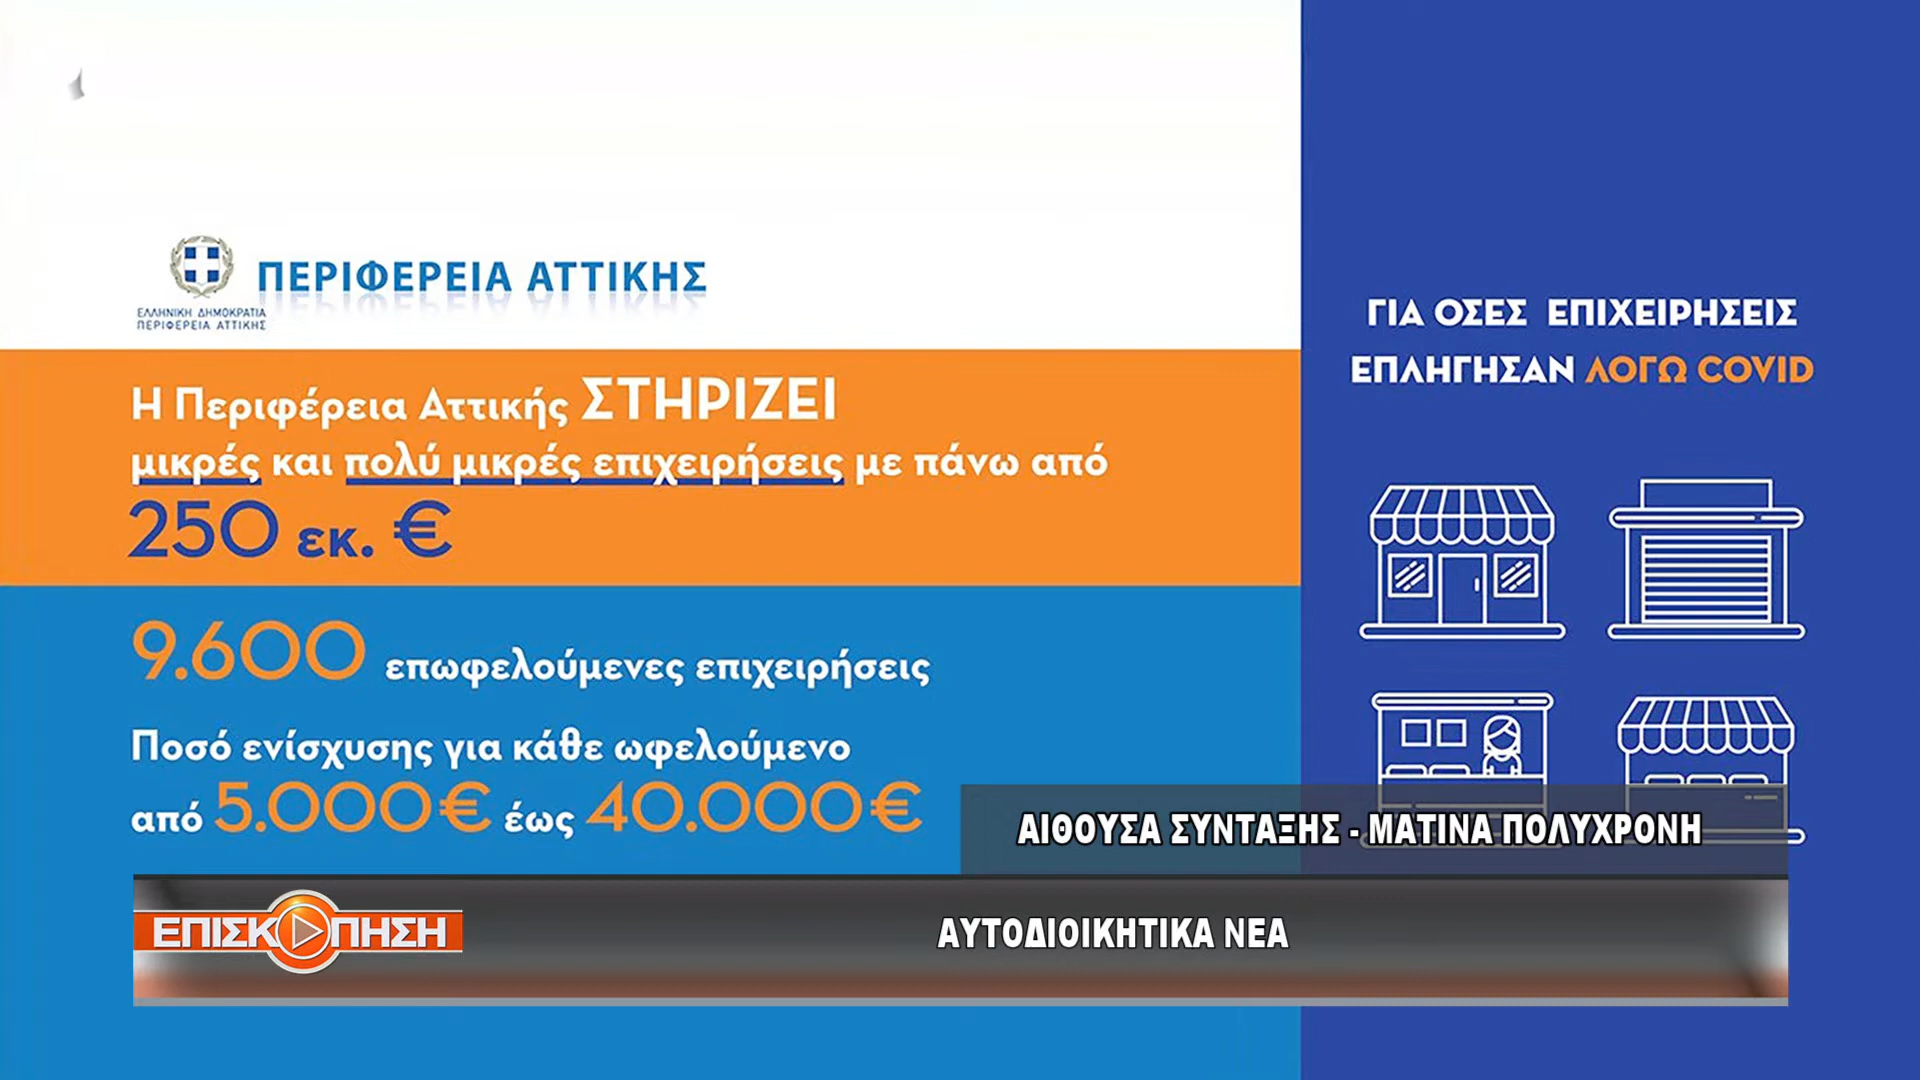 ΠΕΡΙΦΕΡΕΙΑ ΑΤΤΙΚΗΣ
ΕΛΛΗΝΙΚΗ ΔΗΜΟΚΡΑΤΙΑ
ΠΕΡΙΦΕΡΕΙΑ ΑΤΤΙΚΗΣ
Η Περιφέρεια Αττικής ΣΤΗΡΙΖΕΙ
μικρές και πολύ μικρές επιχειρήσεις με πάνω από
250 εκ. €
9.600 επωφελούμενες επιχειρήσεις
Ποσό ενίσχυσης για κάθε ωφελούμενο
από 5.000€ έως 40.000€
ΓΙΑ ΟΣΕΣ ΕΠΙΧΕΙΡΗΣΕΙΣ
ΕΠΛΗΓΗΣΑΝ ΛΟΓΩ COVID
ΑΙΘΟΥΣΑ ΣΥΝΤΑΞΗΣ - ΜΑΤΙΝΑ ΠΟΛΥΧΡΟΝΗ
ΕΠΙΣΚΟΠΗΣΗ
ΑΥΤΟΔΙΟΙΚΗΤΙΚΑ ΝΕΑ